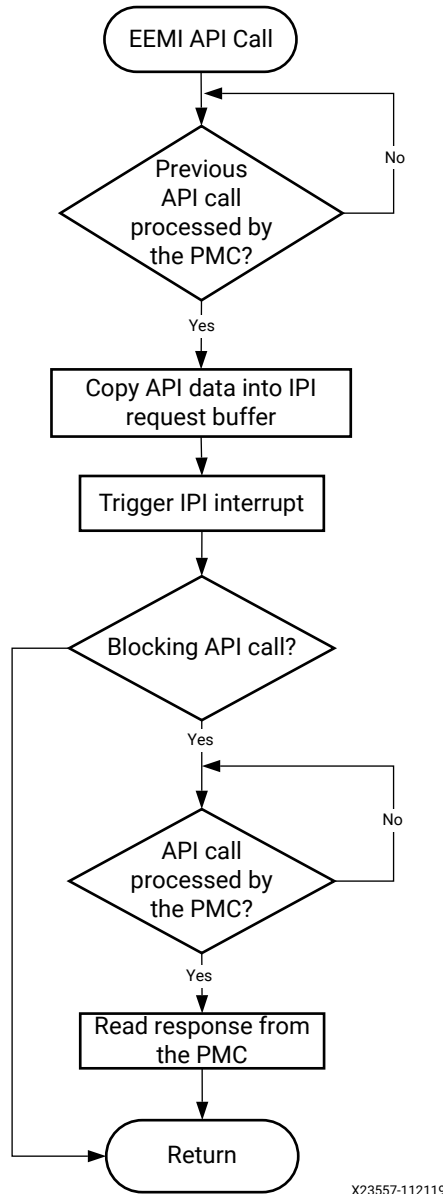 EEMI API Call
Previous
API call
processed by
the PMC?
No
Yes
Copy API data into IPI
request buffer
Trigger IPI interrupt
Blocking API call?
Yes
API call
processed by
the PMC?
No
Yes
Read response from
the PMC
Return
X23557-112119